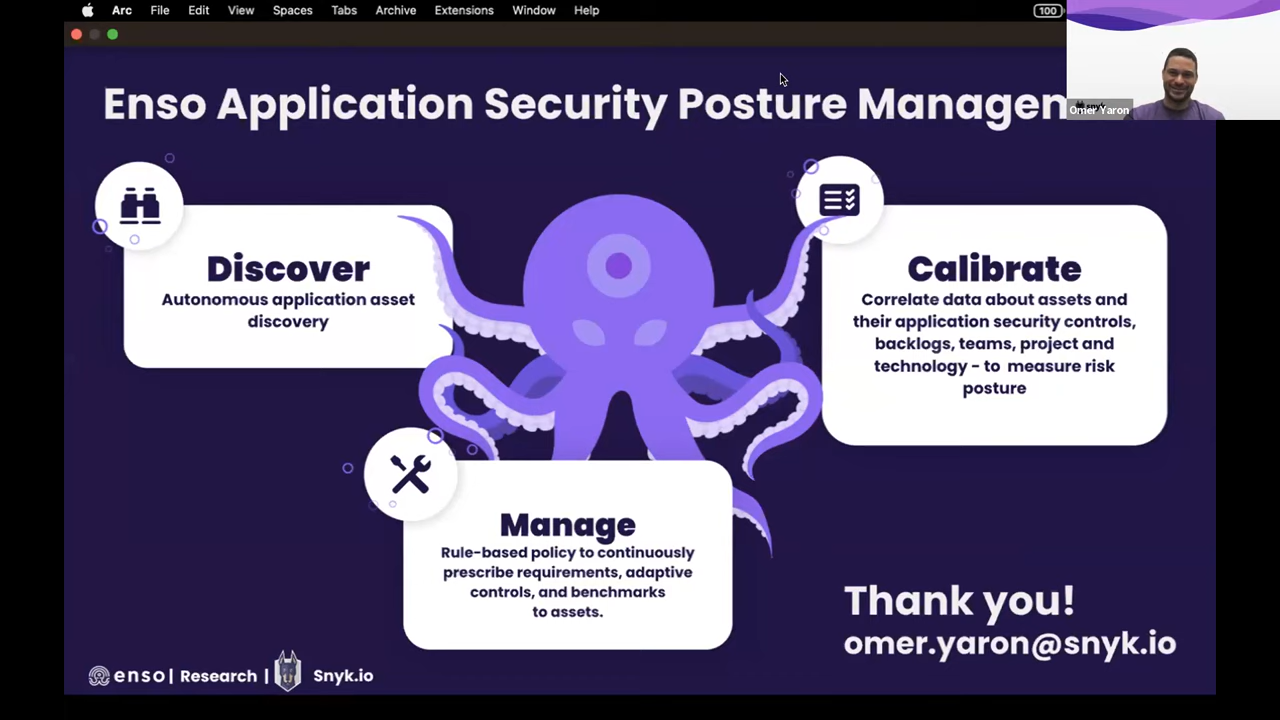 Arc File Edit View Spaces Tabs Archive Extensions Window Help
100
Omer Yaron
Enso Application Security Posture Managem
Discover
Autonomous application asset
discovery
Calibrate
Correlate data about assets and
their application security controls,
backlogs, teams, project and
technology - to measure risk
posture
Manage
Rule-based policy to continuously
prescribe requirements, adaptive
controls, and benchmarks
to assets.
Thank you!
omer.yaron@snyk.io
enso | Research | Snyk.io